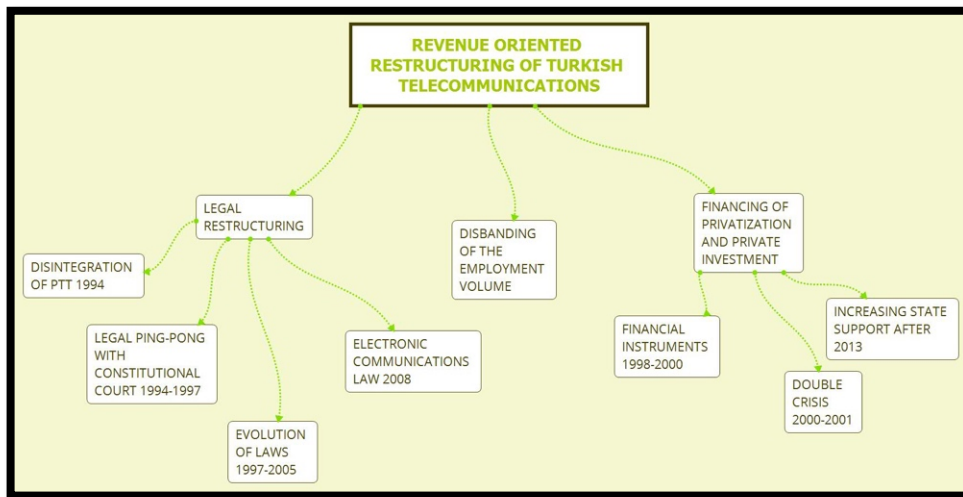 REVENUE ORIENTED
RESTRUCTURING OF TURKISH
TELECOMMUNICATIONS
LEGAL
RESTRUCTURING
DISINTEGRATION
OF PTT 1994
LEGAL PING-PONG
WITH
CONSTITUTIONAL
COURT 1994-1997
EVOLUTION
OF LAWS
1997-2005
ELECTRONIC
COMMUNICATIONS
LAW 2008
DISBANDING
OF THE
EMPLOYMENT
VOLUME
FINANCING OF
PRIVATIZATION
AND PRIVATE
INVESTMENT
FINANCIAL
INSTRUMENTS
1998-2000
DOUBLE
CRISIS
2000-2001
INCREASING STATE
SUPPORT AFTER
2013